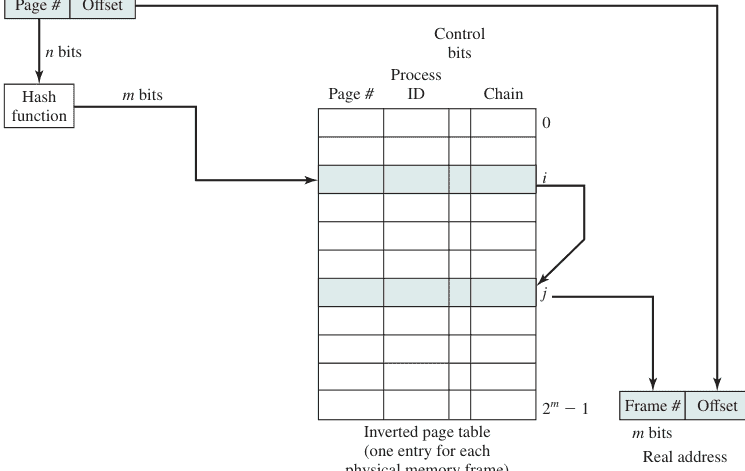 Page # Offset
n bits
Control
bits
Process
Page # ID Chain
Hash
function
m bits
0
i
j
2^m − 1
Frame # Offset
m bits
Real address
Inverted page table
(one entry for each
physical memory frame)